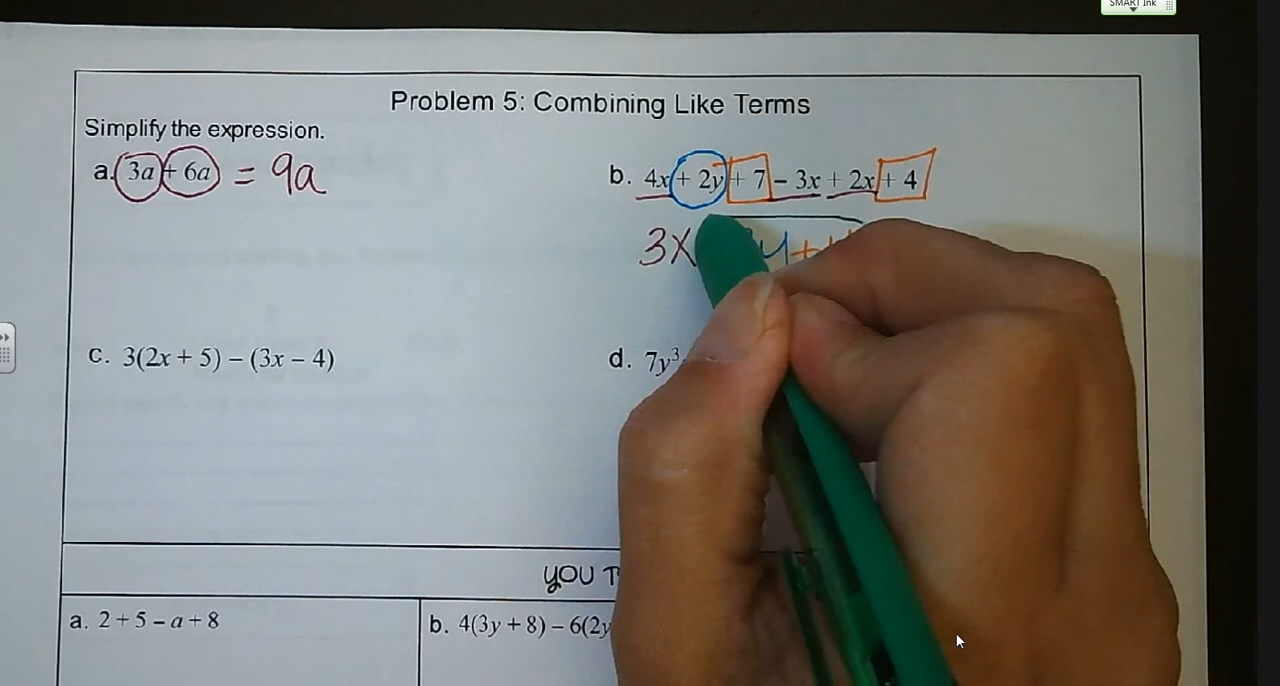 SMART Ink
Problem 5: Combining Like Terms
Simplify the expression.
a. 3a + 6a = 9a
b. 4x + 2y + 7 – 3x + 2x + 4
3x y +
c. 3(2x + 5) – (3x – 4)
d. 7y³
YOU
a. 2 + 5 – a + 8
b. 4(3y + 8) – 6(2y